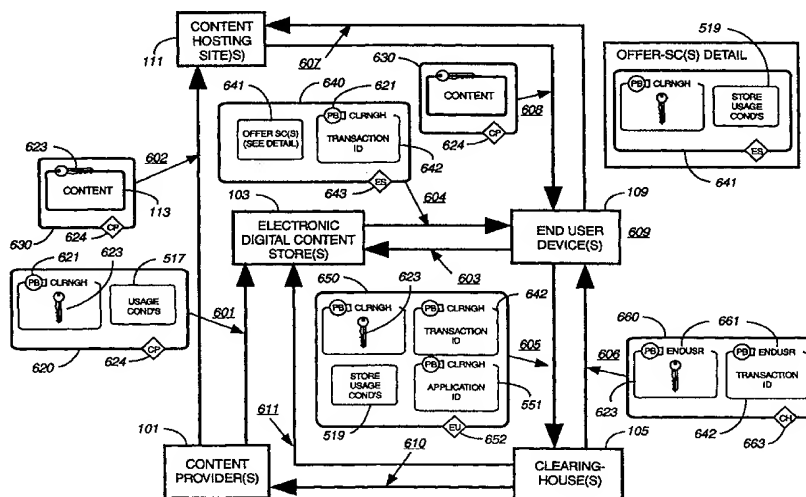 CONTENT
HOSTING
SITE(S)
111
607
630
CONTENT
608
624
CP
OFFER-SC(S) DETAIL
519
PB CLRNGH
STORE
USAGE
COND'S
ES
641
641
640
621
OFFER SC(S)
(SEE DETAIL)
PB CLRNGH
TRANSACTION
ID
642
643
ES
604
623
602
CONTENT
113
630
624
CP
103
ELECTRONIC
DIGITAL CONTENT
STORE(S)
603
109
END USER
DEVICE(S)
609
621
623
517
PB CLRNGH
USAGE
COND'S
601
620
624
CP
650
623
642
PB CLRNGH
PB CLRNGH
TRANSACTION
ID
605
STORE
USAGE
COND'S
PB CLRNGH
APPLICATION
ID
519
551
EU
652
660
661
606
PB ENDUSR
PB ENDUSR
TRANSACTION
ID
623
642
CH
663
611
101
CONTENT
PROVIDER(S)
610
105
CLEARING-
HOUSE(S)